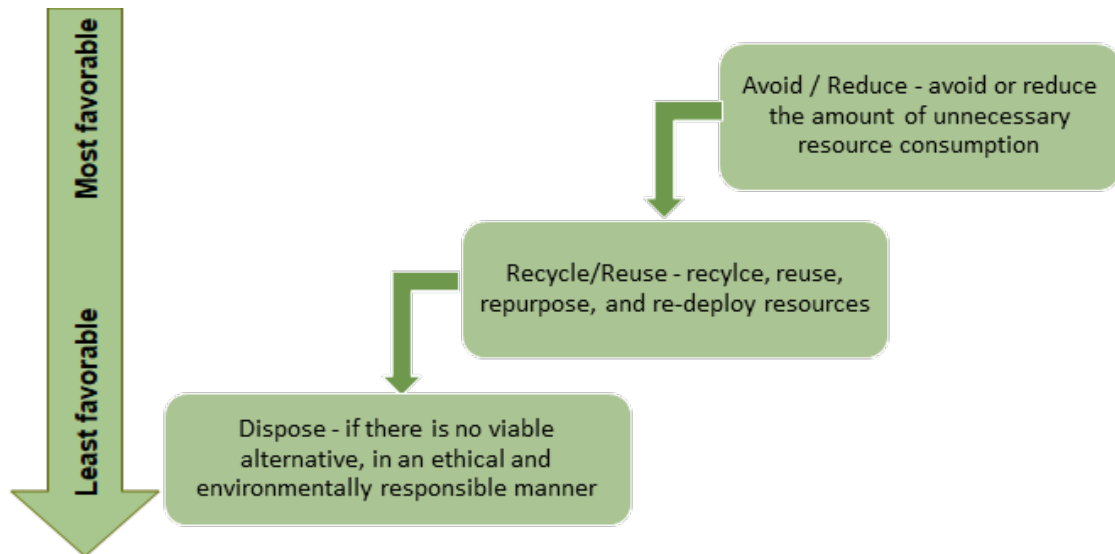 Most favorable
Least favorable
Avoid / Reduce - avoid or reduce
the amount of unnecessary
resource consumption
Recycle/Reuse - recylce, reuse,
repurpose, and re-deploy resources
Dispose - if there is no viable
alternative, in an ethical and
environmentally responsible manner